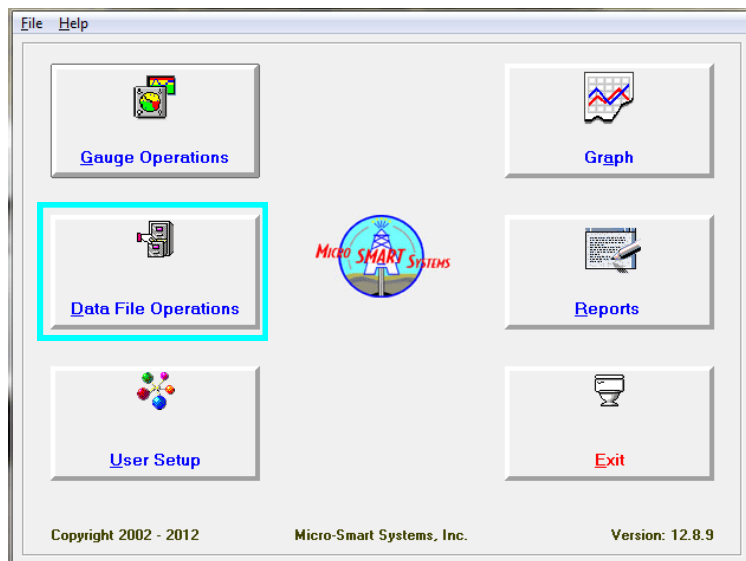 File Help
Gauge Operations
Graph
MICRO SMART SYSTEMS
Data File Operations
Reports
User Setup
Exit
Copyright 2002 - 2012 Micro-Smart Systems, Inc. Version: 12.8.9